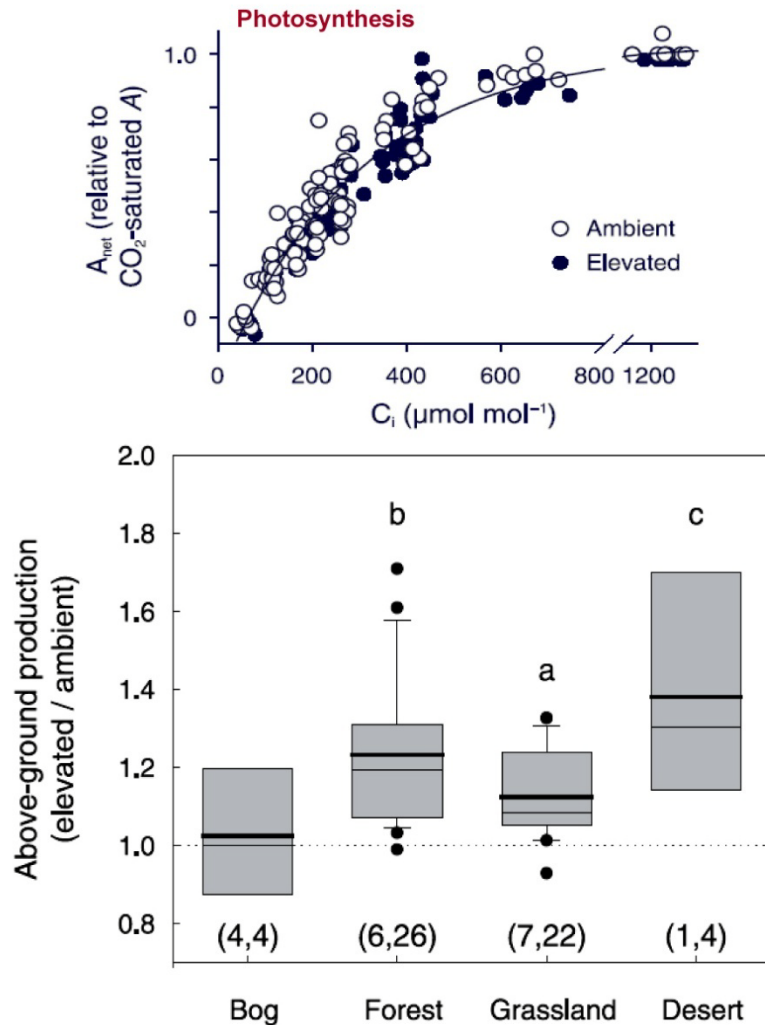 Photosynthesis
A_net (relative to
CO₂-saturated A)
1.0
0
Ambient
Elevated
0 200 400 600 800 1200
Cᵢ (μmol mol⁻¹)
Above-ground production
(elevated / ambient)
2.0
1.8
1.6
1.4
1.2
1.0
0.8
b
a
c
(4,4) (6,26) (7,22) (1,4)
Bog Forest Grassland Desert